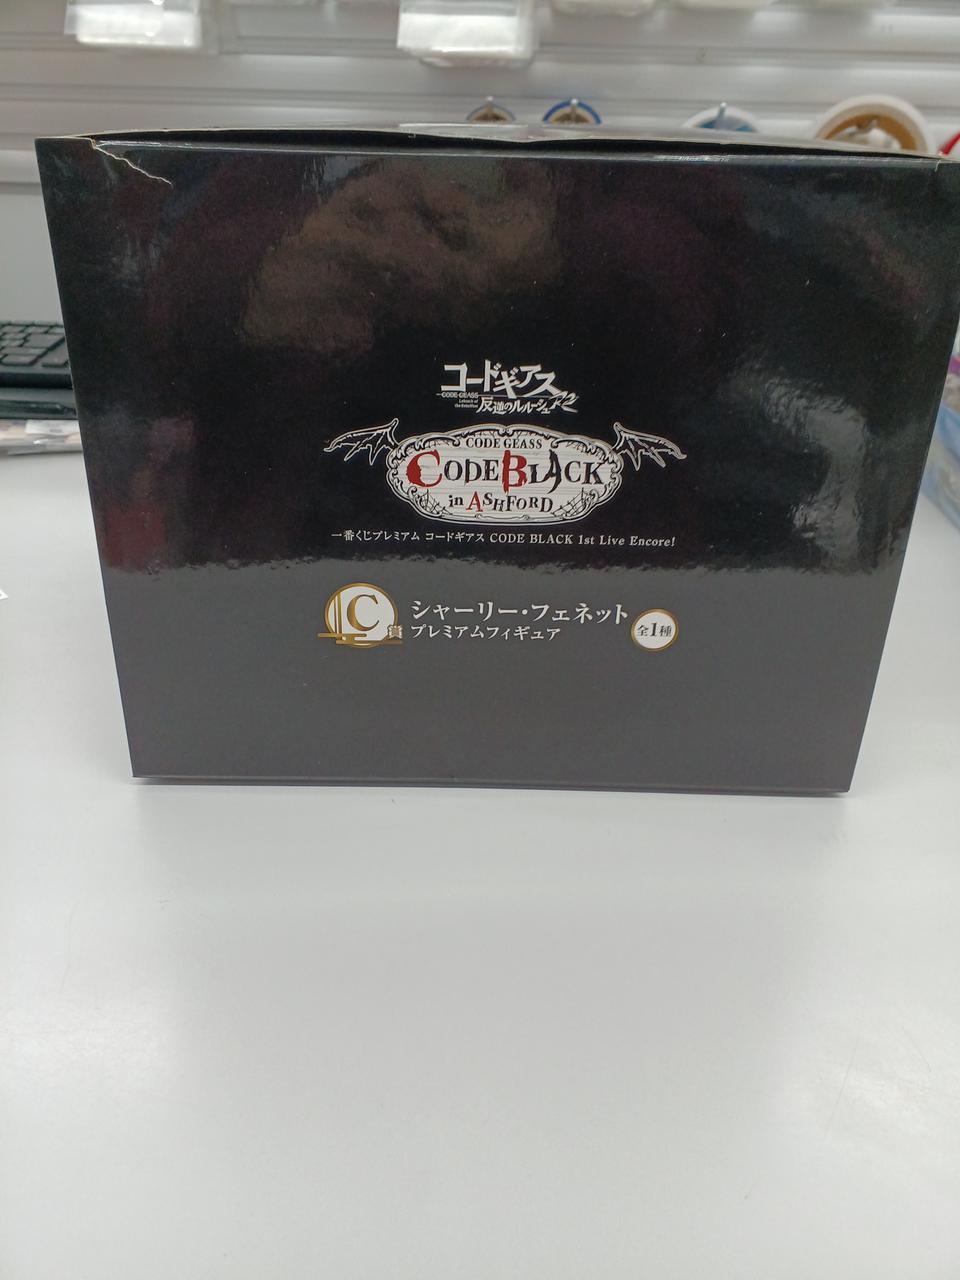 コードギアス
CODE GEASS
Lelouch of
the Rebellion
反逆のルルーシュR2
CODE GEASS
CODE BLACK
in ASHFORD
一番くじプレミアム コードギアス CODE BLACK 1st Live Encore!
C賞
シャーリー・フェネット
プレミアムフィギュア
全1種